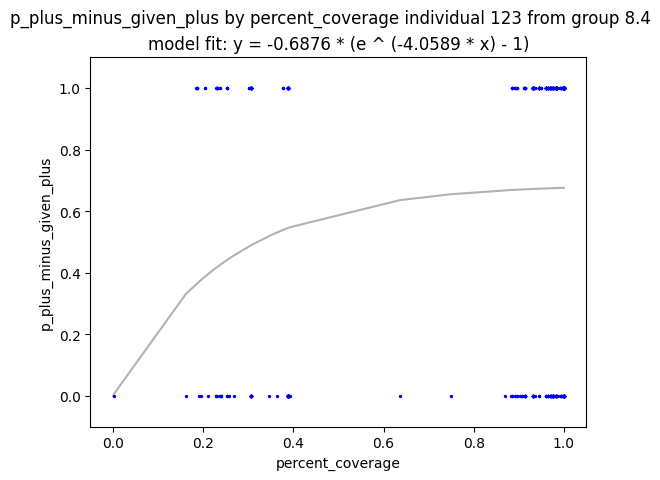 p_plus_minus_given_plus by percent_coverage individual 123 from group 8.4
model fit: y = -0.6876 * (e ^ (-4.0589 * x) - 1)
1.0
0.8
0.6
0.4
0.2
0.0
p_plus_minus_given_plus
0.0 0.2 0.4 0.6 0.8 1.0
percent_coverage